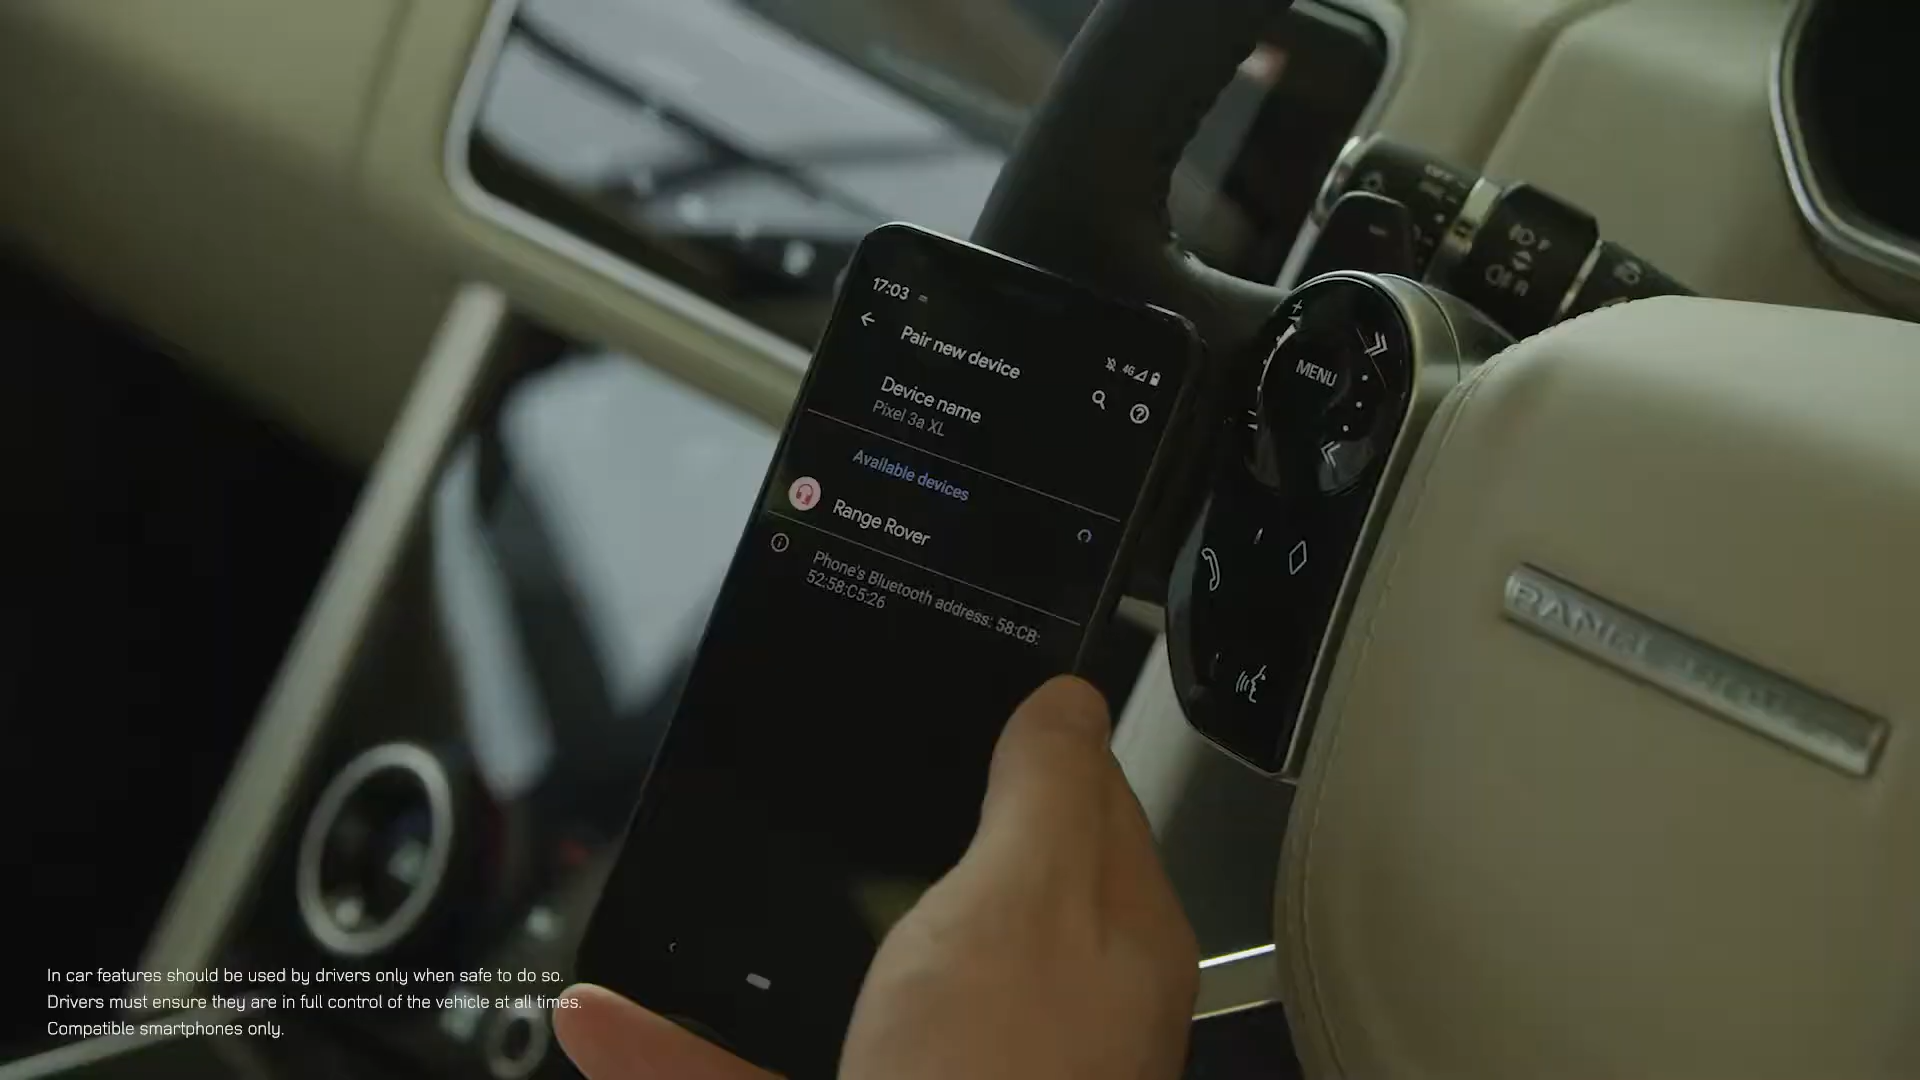 17:03
4G
Pair new device
Device name
Pixel 3a XL
Available devices
Range Rover
Phone's Bluetooth address: 58:CB:
52:58:C5:26
MENU
In car features should be used by drivers only when safe to do so.
Drivers must ensure they are in full control of the vehicle at all times.
Compatible smartphones only.